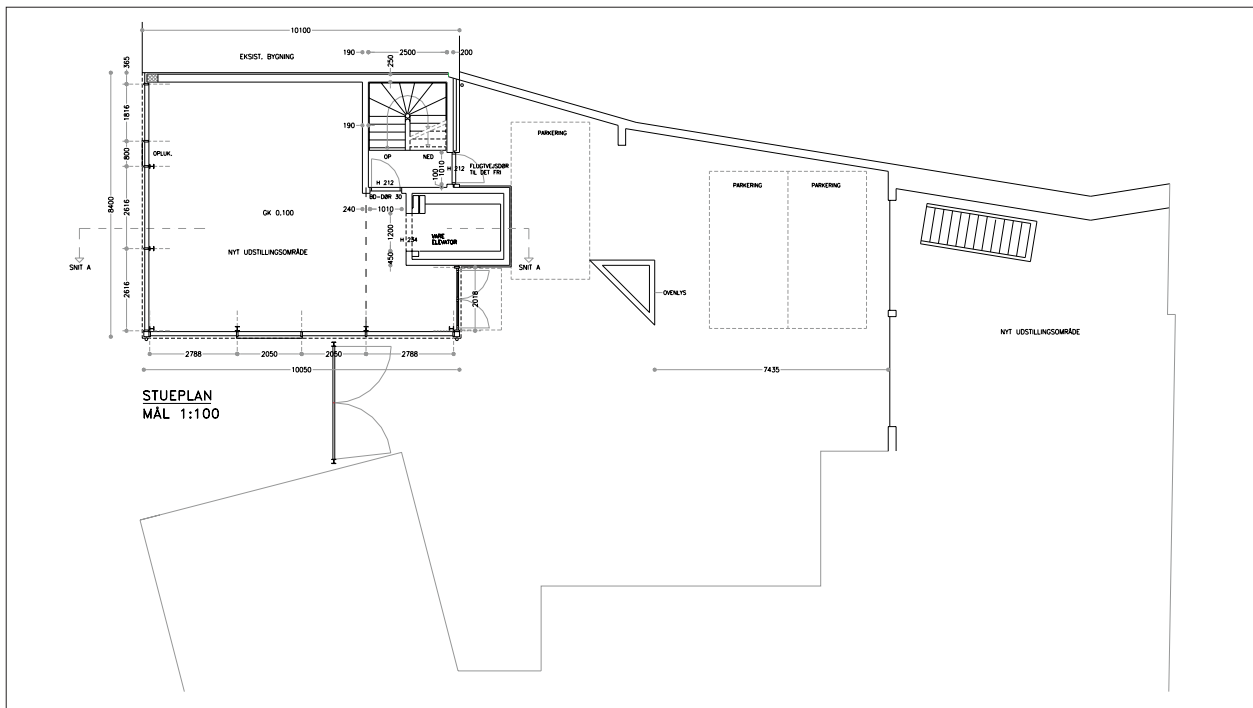 10100
EKSIST. BYGNING
190
2500
200
365
250
1816
190
PARKERING
800
OPLUK.
OP
NED
H 212
FLUGTVEJSDØR
TIL DET FRI
100
1010
H 212
BD-DØR 30
PARKERING
PARKERING
8400
2616
GK 0.100
240
1010
1200
VARE
ELEVATOR
H 234
NYT UDSTILLINGSOMRÅDE
450
SNIT A
SNIT A
2616
2018
OVENLYS
NYT UDSTILLINGSOMRÅDE
2788
2050
2050
2788
10050
7435
STUEPLAN
MÅL 1:100